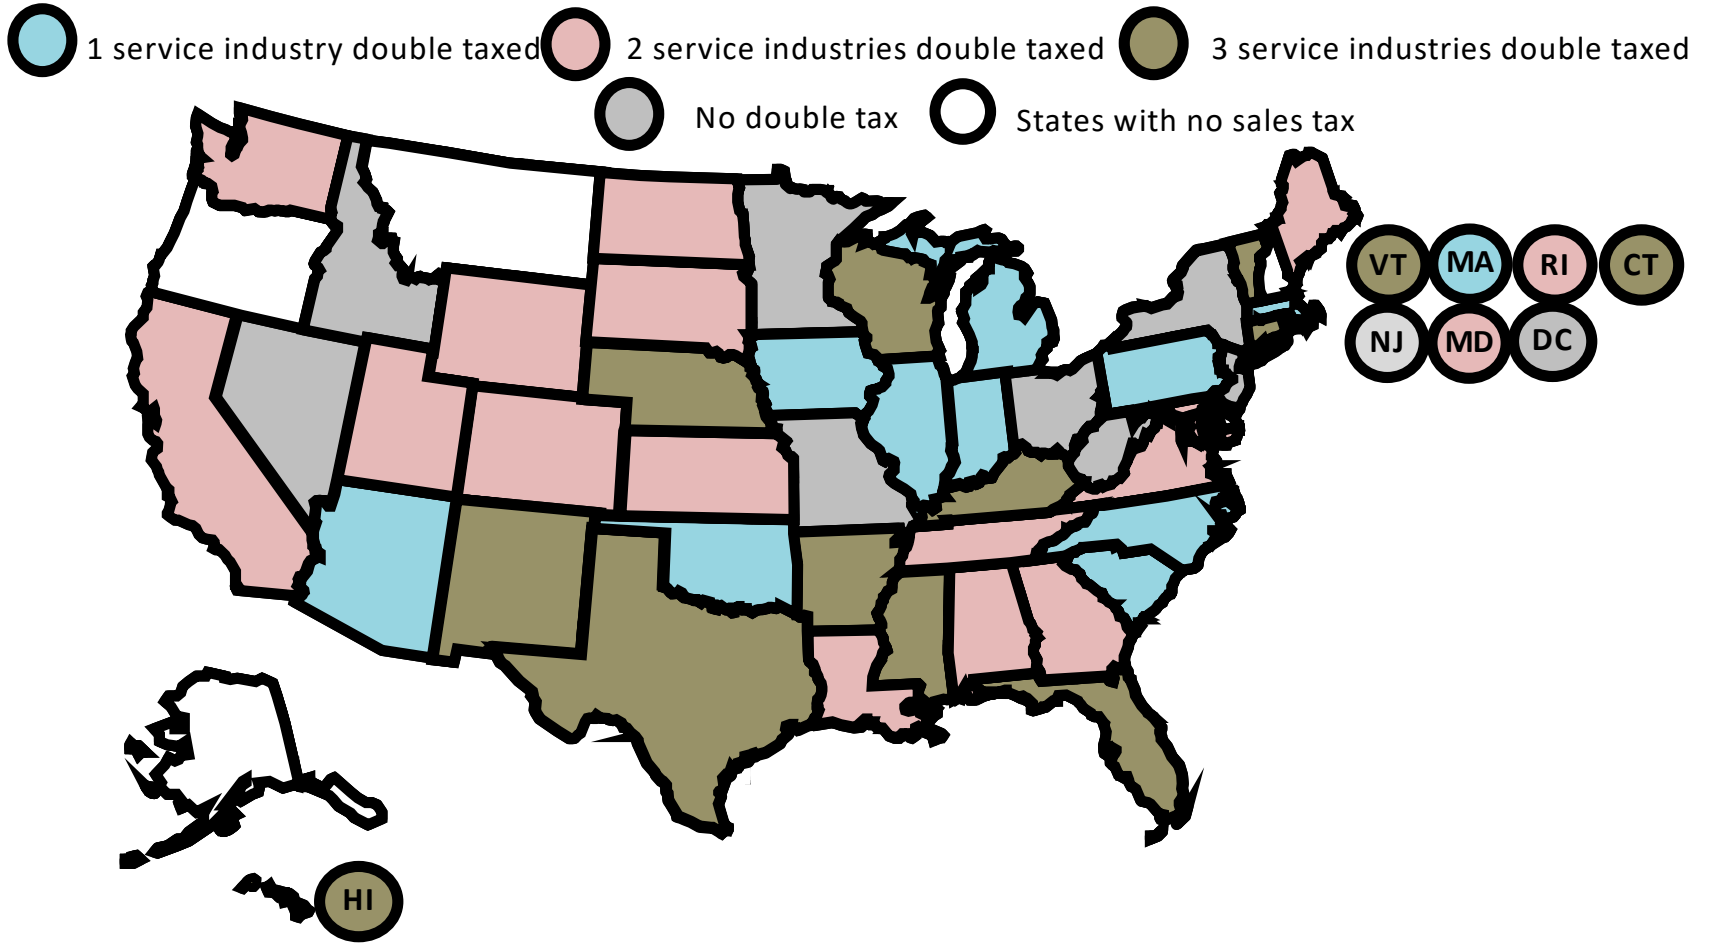 1 service industry double taxed
2 service industries double taxed
3 service industries double taxed
No double tax
States with no sales tax
VT
MA
RI
CT
NJ
MD
DC
HI